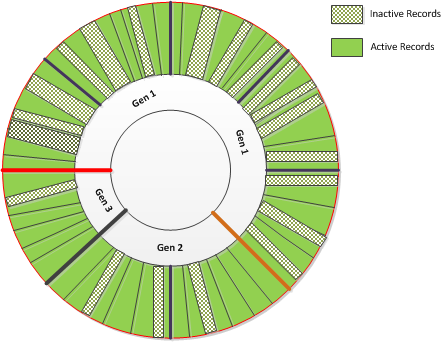 Inactive Records
Active Records
Gen 1
Gen 1
Gen 3
Gen 2